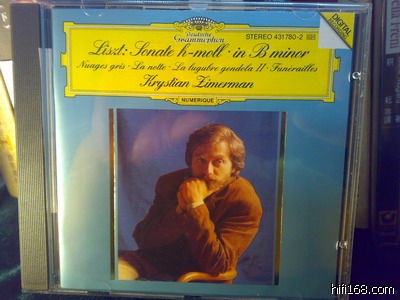 Deutsche
Grammophon
STEREO 431 780-2
DIGITAL
Liszt: Sonate h-moll · in B minor
Nuages gris · La notte · La lugubre gondola II · Funérailles
Krystian Zimerman
NUMERIQUE
hifi168.com